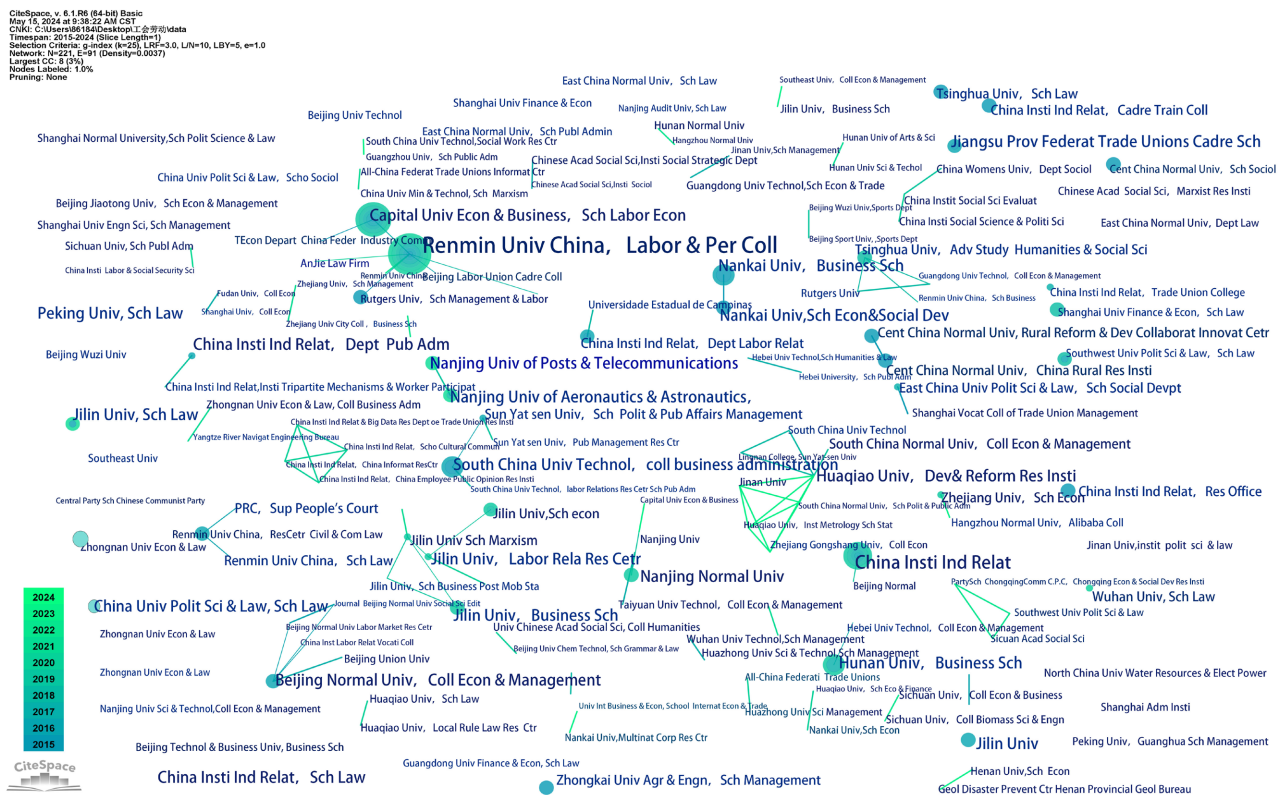 CiteSpace, v. 6.1.R6 (64-bit) Basic
May 15, 2024 at 9:38:22 AM CST
CNKI: C:\Users\86184\Desktop\工会劳动\data
Timespan: 2015-2024 (Slice Length=1)
Selection Criteria: g-index (k=25), LRF=3.0, L/N=10, LBY=5, e=1.0
Network: N=221, E=91 (Density=0.0037)
Largest CC: 8 (3%)
Nodes Labeled: 1.0%
Pruning: None
East China Normal Univ, Sch Law
Southeast Univ, Coll Econ & Management
Tsinghua Univ, Sch Law
Shanghai Univ Finance & Econ
Nanjing Audit Univ, Sch Law
Jilin Univ, Business Sch
China Insti Ind Relat, Cadre Train Coll
Beijing Univ Technol
Hunan Normal Univ
Shanghai Normal University,Sch Polit Science & Law
East China Normal Univ, Sch Publ Admin
South China Univ Technol,Social Work Res Ctr
Hangzhou Normal Univ
Hunan Univ of Arts & Sci
Jiangsu Prov Federat Trade Unions Cadre Sch
Guangzhou Univ, Sch Public Adm
Jinan Univ,Sch Management
Chinese Acad Social Sci,Insti Social Strategic Dept
All-China Federat Trade Unions Informat Ctr
Hunan Univ Sci & Techol
China Womens Univ, Dept Sociol
Cent China Normal Univ, Sch Sociol
China Univ Polit Sci & Law, Scho Sociol
Chinese Acad Social Sci,Insti Sociol
Guangdong Univ Technol,Sch Econ & Trade
China Univ Min & Technol, Sch Marxism
Chinese Acad Social Sci, Marxist Res Insti
Beijing Jiaotong Univ, Sch Econ & Management
China Instit Social Sci Evaluat
Beijing Wuzi Univ,Sports Dept
Capital Univ Econ & Business, Sch Labor Econ
China Insti Social Science & Politi Sci
East China Normal Univ, Dept Law
Shanghai Univ Engn Sci, Sch Management
TEcon Depart China Feder Industry Comm
Beijing Sport Univ,,Sports Dept
Sichuan Univ, Sch Publ Adm
Renmin Univ China, Labor & Per Coll
Tsinghua Univ, Adv Study Humanities & Social Sci
AnJie Law Firm
China Insti Labor & Social Security Sci
Nankai Univ, Business Sch
Renmin Univ China
Beijing Labor Union Cadre Coll
Guangdong Univ Technol, Coll Econ & Management
Zhejiang Univ, Sch Management
Fudan Univ, Coll Econ
Rutgers Univ
China Insti Ind Relat, Trade Union College
Rutgers Univ, Sch Management & Labor
Renmin Univ China, Sch Business
Universidade Estadual de Campinas
Peking Univ, Sch Law
Shanghai Univ, Coll Econ
Nankai Univ,Sch Econ&Social Dev
Shanghai Univ Finance & Econ, Sch Law
Zhejiang Univ City Coll , Business Sch
Cent China Normal Univ, Rural Reform & Dev Collaborat Innovat Cetr
China Insti Ind Relat, Dept Pub Adm
China Insti Ind Relat, Dept Labor Relat
Beijing Wuzi Univ
Hebei Univ Technol,Sch Humanities & Law
Southwest Univ Polit Sci & Law, Sch Law
Nanjing Univ of Posts & Telecommunications
Cent China Normal Univ, China Rural Res Insti
Hebei University, Sch Publ Adm
China Insti Ind Relat,Insti Tripartite Mechanisms & Worker Participat
East China Univ Polit Sci & Law, Sch Social Devpt
Nanjing Univ of Aeronautics & Astronautics,
Zhongnan Univ Econ & Law, Coll Business Adm
Jilin Univ, Sch Law
Sun Yat sen Univ, Sch Polit & Pub Affairs Management
Shanghai Vocat Coll of Trade Union Management
China Insti Ind Relat & Big Data Res Dept oe Trade Union Res Insti
South China Univ Technol
Yangtze River Navigat Engineering Bureau
Sun Yat-sen Univ, Pub Management Res Ctr
China Insti Ind Relat, Scho Cultural Commun
South China Normal Univ, Coll Econ & Management
Southeast Univ
Lingnan College, Sun Yat-sen Univ
China Insti Ind Relat, China Informat ResCtr
South China Univ Technol, coll business administration
Huaqiao Univ, Dev& Reform Res Insti
China Insti Ind Relat, China Employee Public Opinion Res Insti
Jinan Univ
South China Univ Technol, labor Relations Res Cetr Sch Pub Adm
China Insti Ind Relat, Res Office
Zhejiang Univ, Sch Econ
Central Party Sch Chinese Communist Party
Capital Univ Econ & Business
South China Normal Univ, Sch Polit & Public Adm
PRC, Sup People's Court
Jilin Univ,Sch econ
Huaqiao Univ, Inst Metrology Sch Stat
Hangzhou Normal Univ, Alibaba Coll
Renmin Univ China, ResCetr Civil & Com Law
Jilin Univ Sch Marxism
Nanjing Univ
Zhongnan Univ Econ & Law
Zhejiang Gongshang Univ, Coll Econ
Jinan Univ,instit polit sci & law
Renmin Univ China, Sch Law
Jilin Univ, Labor Rela Res Cetr
China Insti Ind Relat
Nanjing Normal Univ
Jilin Univ, Sch Business Post Mob Sta
Beijing Normal
PartySch ChongqingComm C.P.C, Chongqing Econ & Social Dev Res Insti
2024
2023
2022
2021
2020
2019
2018
2017
2016
2015
Wuhan Univ, Sch Law
China Univ Polit Sci & Law, Sch Law
Journal Beijing Normal Univ Social Sci Edit
Jilin Univ, Business Sch
Taiyuan Univ Technol, Coll Econ & Management
Southwest Univ Polit Sci & Law
Beijing Normal Univ Labor Market Res Cetr
Univ Chinese Acad Social Sci, Coll Humanities
Hebei Univ Technol, Coll Econ & Management
Zhongnan Univ Econ & Law
China Inst Labor Relat Vocati Coll
Wuhan Univ Technol,Sch Management
Sicuan Acad Social Sci
Beijing Univ Chem Technol, Sch Grammar & Law
Huazhong Univ Sci & Technol,Sch Management
Beijing Union Univ
Hunan Univ, Business Sch
Zhongnan Univ Econ & Law
Beijing Normal Univ, Coll Econ & Management
All-China Federati Trade Unions
North China Univ Water Resources & Elect Power
Huaqiao Univ, Sch Eco & Finance
Huaqiao Univ, Sch Law
Sichuan Univ, Coll Econ & Business
Nanjing Univ Sci & Technol,Coll Econ & Management
Univ Int Business & Econ, School Internat Econ & Trade
Huazhong Univ Sci Management
Shanghai Adm Insti
Sichuan Univ, Coll Biomass Sci & Engn
Huaqiao Univ, Local Rule Law Res Ctr
Nankai Univ,Sch Econ
Nankai Univ,Multinat Corp Res Ctr
Beijing Technol & Business Univ, Business Sch
Jilin Univ
Peking Univ, Guanghua Sch Management
CiteSpace
Guangdong Univ Finance & Econ, Sch Law
China Insti Ind Relat, Sch Law
Henan Univ,Sch Econ
Zhongkai Univ Agr & Engn, Sch Management
Geol Disaster Prevent Ctr Henan Provincial Geol Bureau